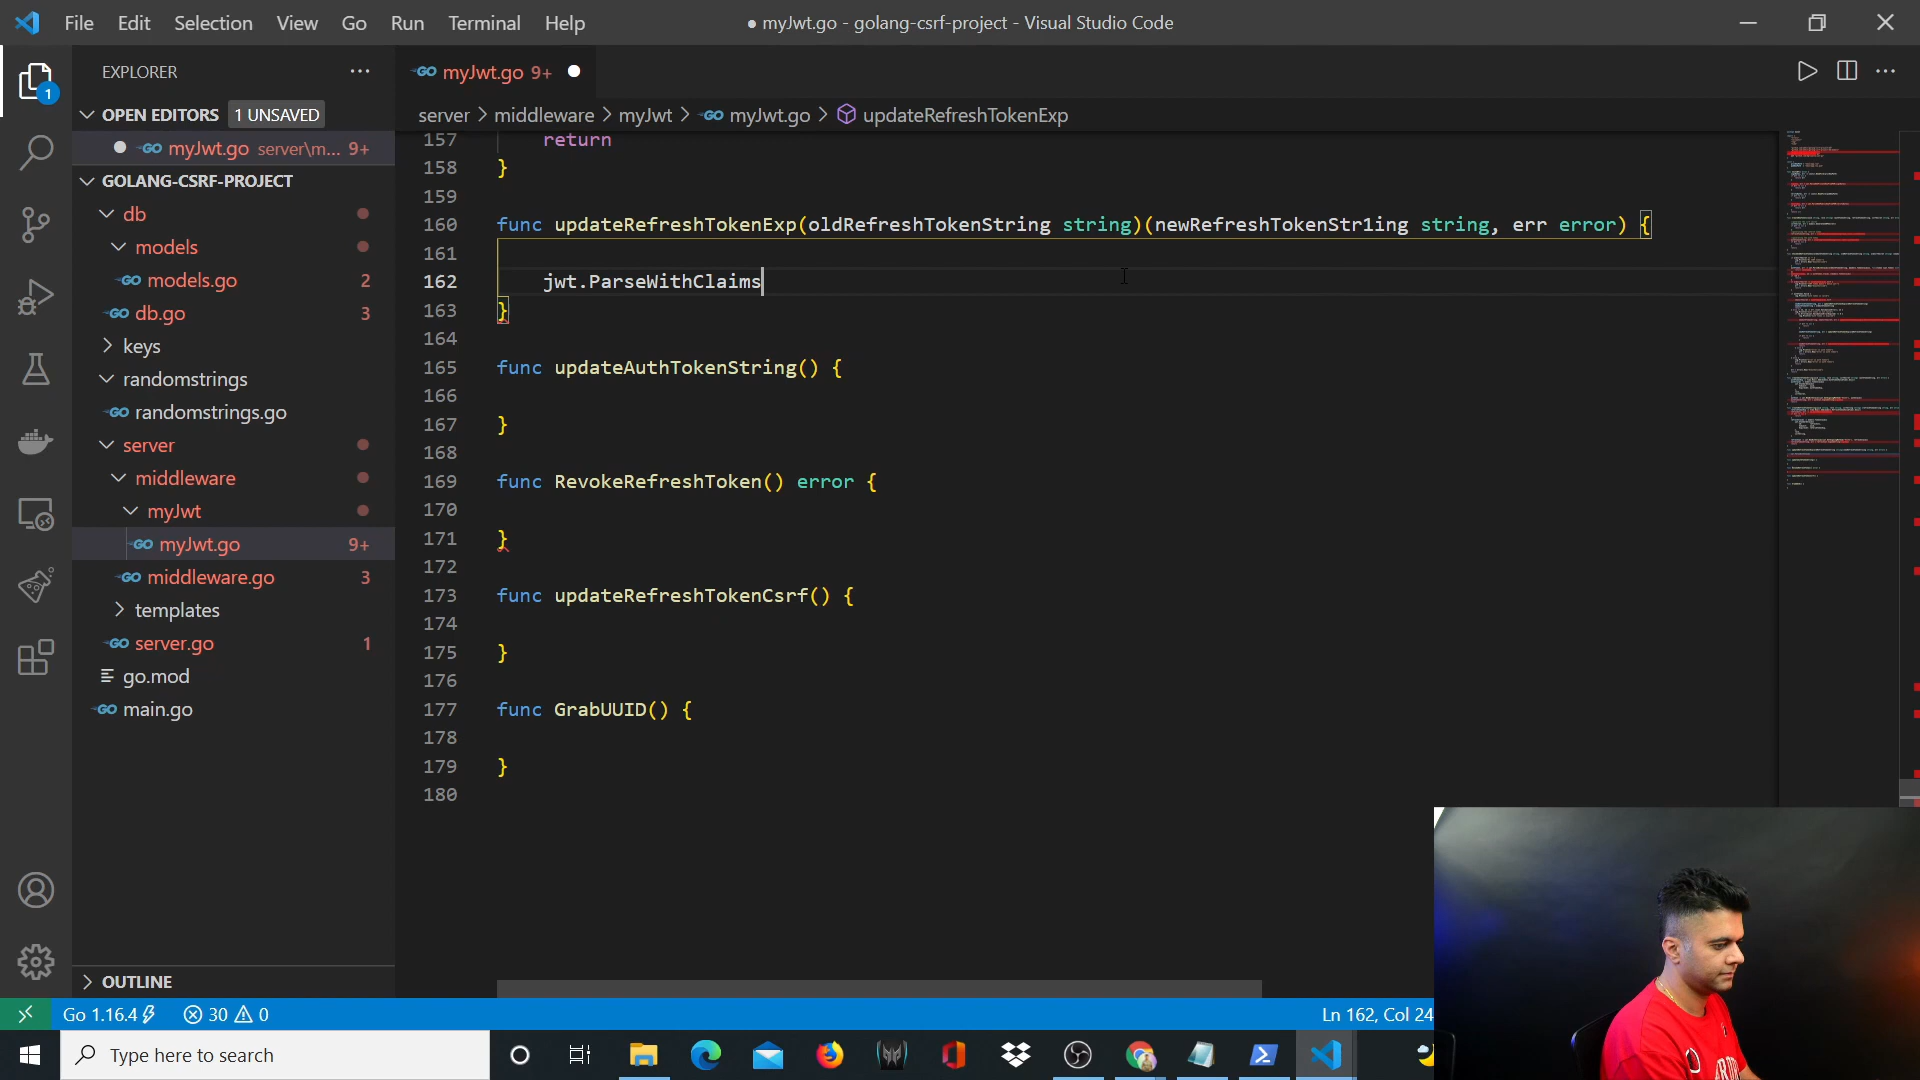 File Edit Selection View Go Run Terminal Help
● myJwt.go - golang-csrf-project - Visual Studio Code
EXPLORER
OPEN EDITORS 1 UNSAVED
myJwt.go server\m... 9+
GOLANG-CSRF-PROJECT
db
models
models.go 2
db.go 3
keys
randomstrings
randomstrings.go
server
middleware
myJwt
myJwt.go 9+
middleware.go 3
templates
server.go 1
go.mod
main.go
OUTLINE
1
myJwt.go 9+
server > middleware > myJwt > myJwt.go > updateRefreshTokenExp
157 return
158 }
159
160 func updateRefreshTokenExp(oldRefreshTokenString string)(newRefreshTokenStr1ing string, err error) {
161
162 jwt.ParseWithClaims
163 }
164
165 func updateAuthTokenString() {
166
167 }
168
169 func RevokeRefreshToken() error {
170
171 }
172
173 func updateRefreshTokenCsrf() {
174
175 }
176
177 func GrabUUID() {
178
179 }
180
Go 1.16.4 30 0 Ln 162, Col 24
Type here to search